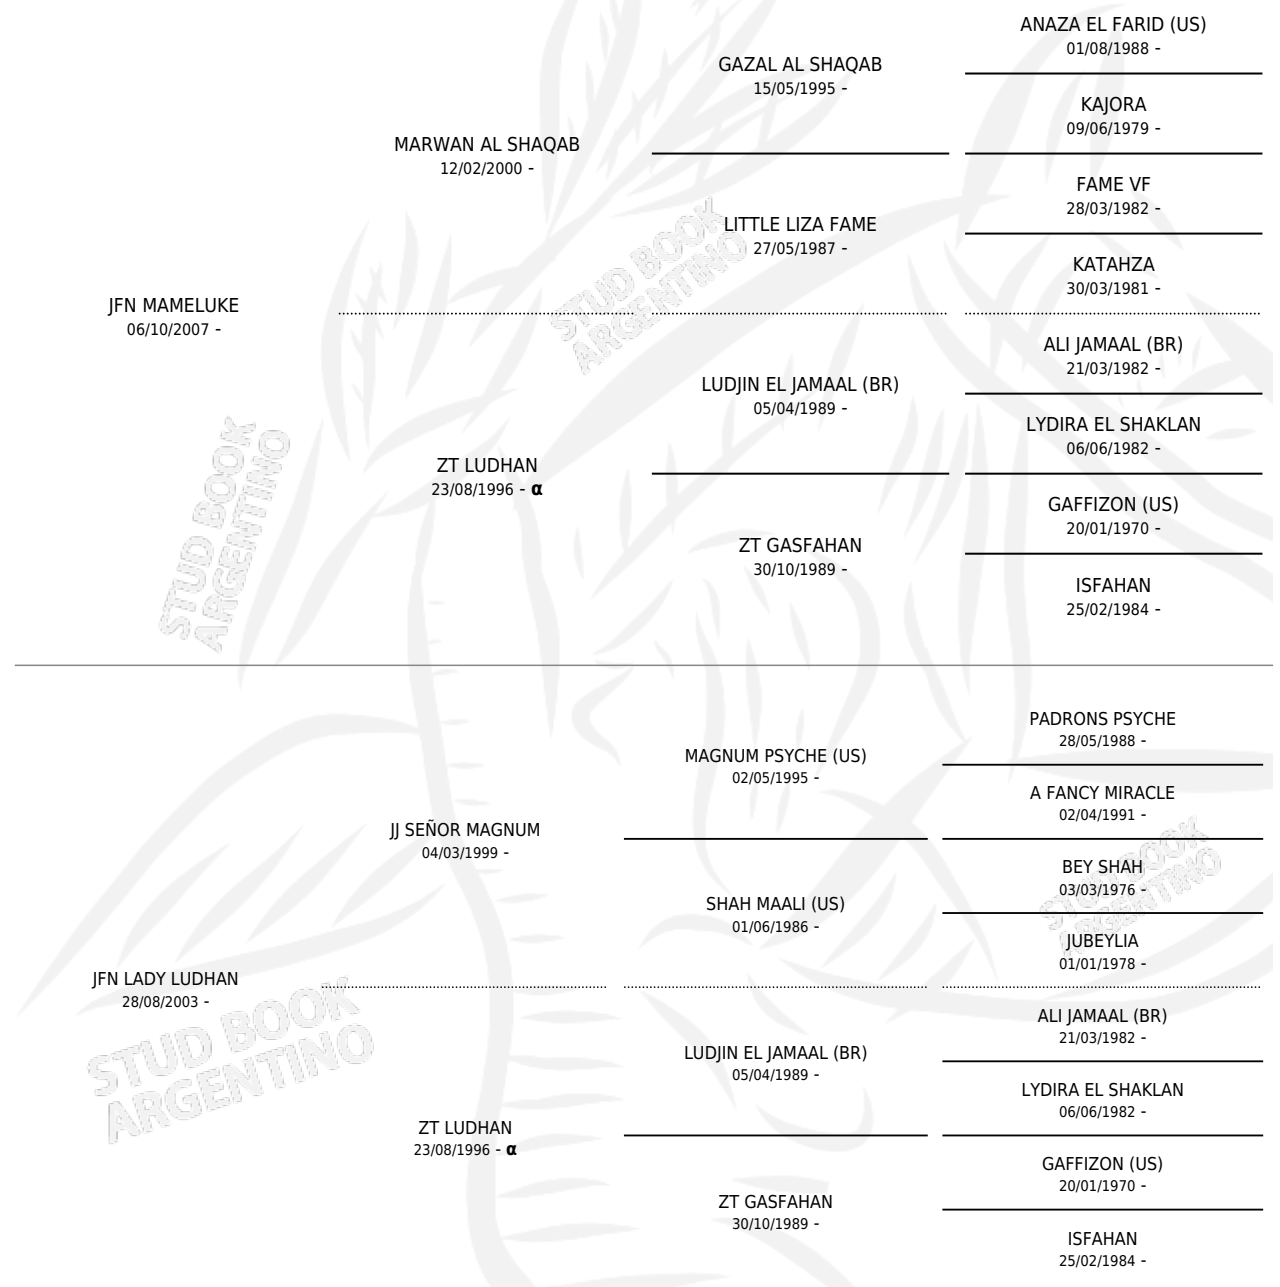 ANAZA EL FARID (US)
01/08/1988 -
GAZAL AL SHAQAB
15/05/1995 -
KAJORA
09/06/1979 -
MARWAN AL SHAQAB
12/02/2000 -
FAME VF
28/03/1982 -
LITTLE LIZA FAME
27/05/1987 -
KATAHZA
30/03/1981 -
JFN MAMELUKE
06/10/2007 -
ALI JAMAAL (BR)
21/03/1982 -
LUDJIN EL JAMAAL (BR)
05/04/1989 -
LYDIRA EL SHAKLAN
06/06/1982 -
ZT LUDHAN
23/08/1996 - α
GAFFIZON (US)
20/01/1970 -
ZT GASFAHAN
30/10/1989 -
ISFAHAN
25/02/1984 -
STUD BOOK
ARGENTINO
STUD BOOK
ARGENTINO
PADRONS PSYCHE
28/05/1988 -
MAGNUM PSYCHE (US)
02/05/1995 -
A FANCY MIRACLE
02/04/1991 -
JJ SEÑOR MAGNUM
04/03/1999 -
BEY SHAH
03/03/1976 -
SHAH MAALI (US)
01/06/1986 -
JUBEYLIA
01/01/1978 -
JFN LADY LUDHAN
28/08/2003 -
ALI JAMAAL (BR)
21/03/1982 -
LUDJIN EL JAMAAL (BR)
05/04/1989 -
LYDIRA EL SHAKLAN
06/06/1982 -
ZT LUDHAN
23/08/1996 - α
GAFFIZON (US)
20/01/1970 -
ZT GASFAHAN
30/10/1989 -
ISFAHAN
25/02/1984 -
STUD BOOK
ARGENTINO
STUD BOOK
ARGENTINO